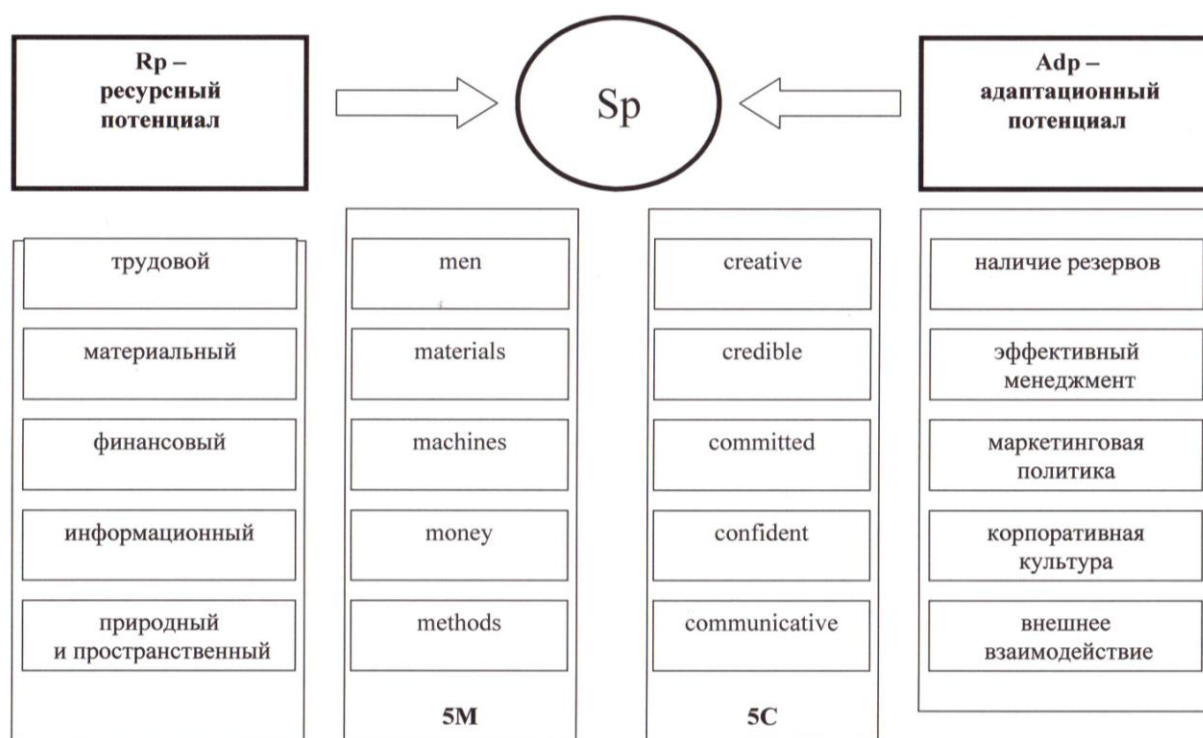 Rp –
ресурсный
потенциал
Sp
Adp –
адаптационный
потенциал
трудовой
материальный
финансовый
информационный
природный
и пространственный
men
materials
machines
money
methods
5M
creative
credible
committed
confident
communicative
5C
наличие резервов
эффективный
менеджмент
маркетинговая
политика
корпоративная
культура
внешнее
взаимодействие